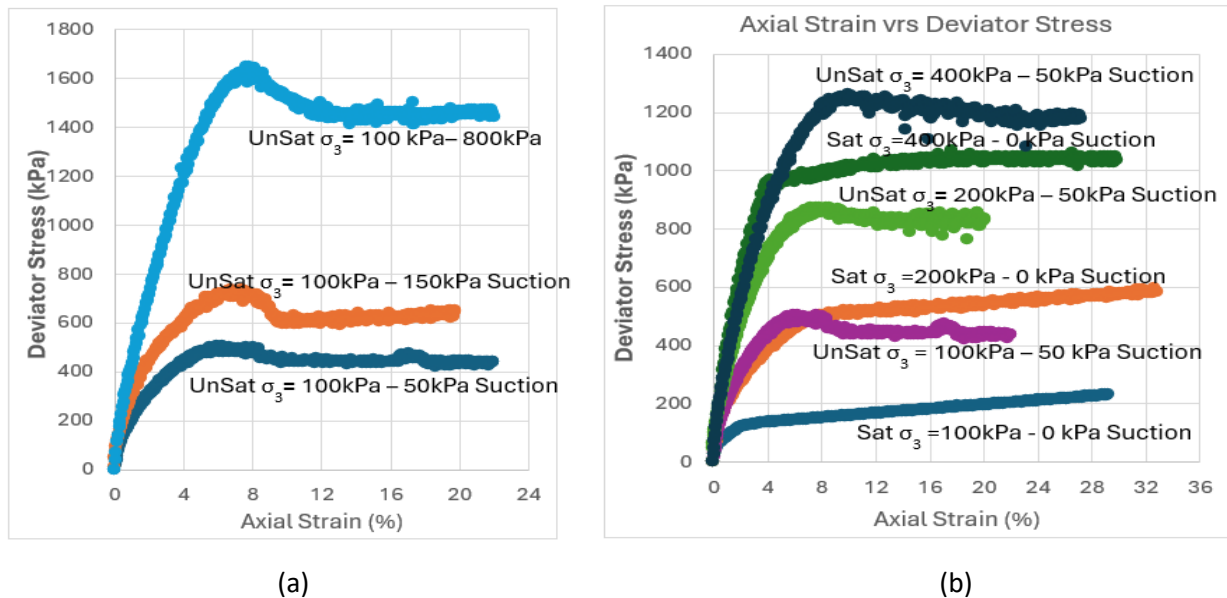 1800
1600
1400
1200
1000
800
600
400
200
0
Deviator Stress (kPa)
UnSat σ3= 100 kPa– 800kPa
UnSat σ3= 100kPa – 150kPa Suction
UnSat σ3= 100kPa – 50kPa Suction
0 4 8 12 16 20 24
Axial Strain (%)
(a)
Axial Strain vrs Deviator Stress
1400
1200
1000
800
600
400
200
0
Deviator Stress (kPa)
UnSat σ3= 400kPa – 50kPa Suction
Sat σ3=400kPa - 0 kPa Suction
UnSat σ3= 200kPa – 50kPa Suction
Sat σ3 =200kPa - 0 kPa Suction
UnSat σ3= 100kPa – 50 kPa Suction
Sat σ3 =100kPa - 0 kPa Suction
0 4 8 12 16 20 24 28 32 36
Axial Strain (%)
(b)